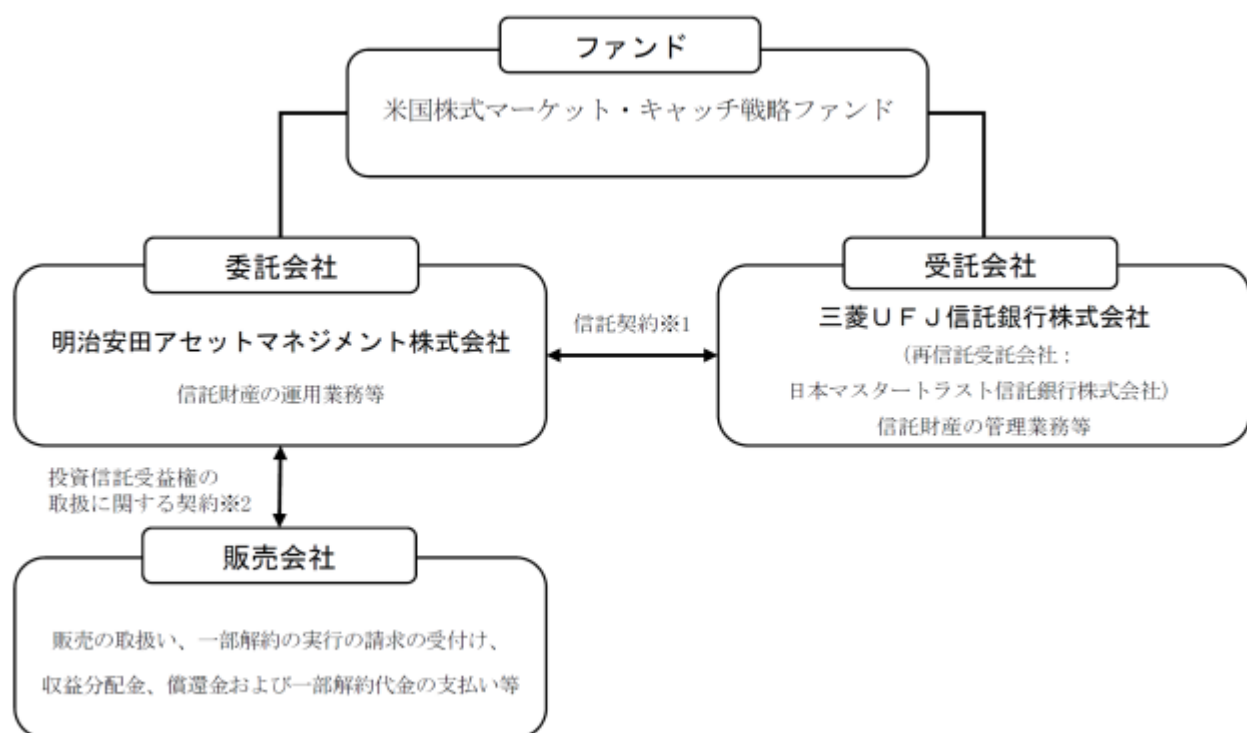 ファンド
米国株式マーケット・キャッチ戦略ファンド
委託会社
明治安田アセットマネジメント株式会社
信託財産の運用業務等
信託契約※1
受託会社
三菱ＵＦＪ信託銀行株式会社
（再信託受託会社：
日本マスタートラスト信託銀行株式会社）
信託財産の管理業務等
投資信託受益権の
取扱に関する契約※2
販売会社
販売の取扱い、一部解約の実行の請求の受付け、
収益分配金、償還金および一部解約代金の支払い等